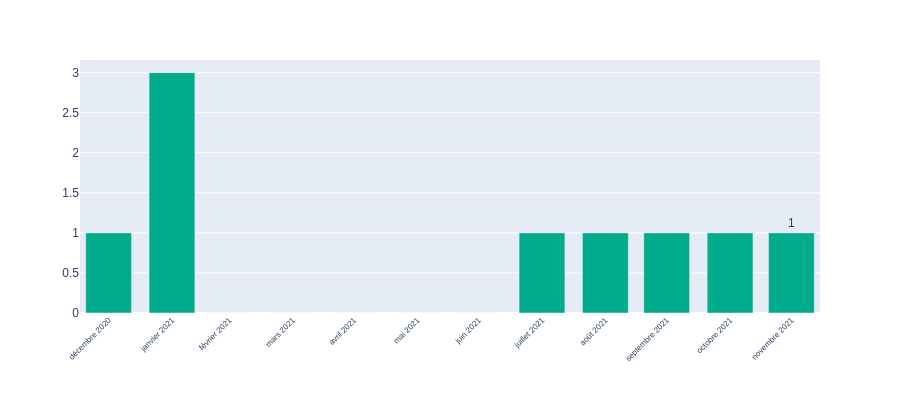 3
2.5
2
1.5
1
0.5
0
1
décembre 2020
janvier 2021
février 2021
mars 2021
avril 2021
mai 2021
juin 2021
juillet 2021
août 2021
septembre 2021
octobre 2021
novembre 2021